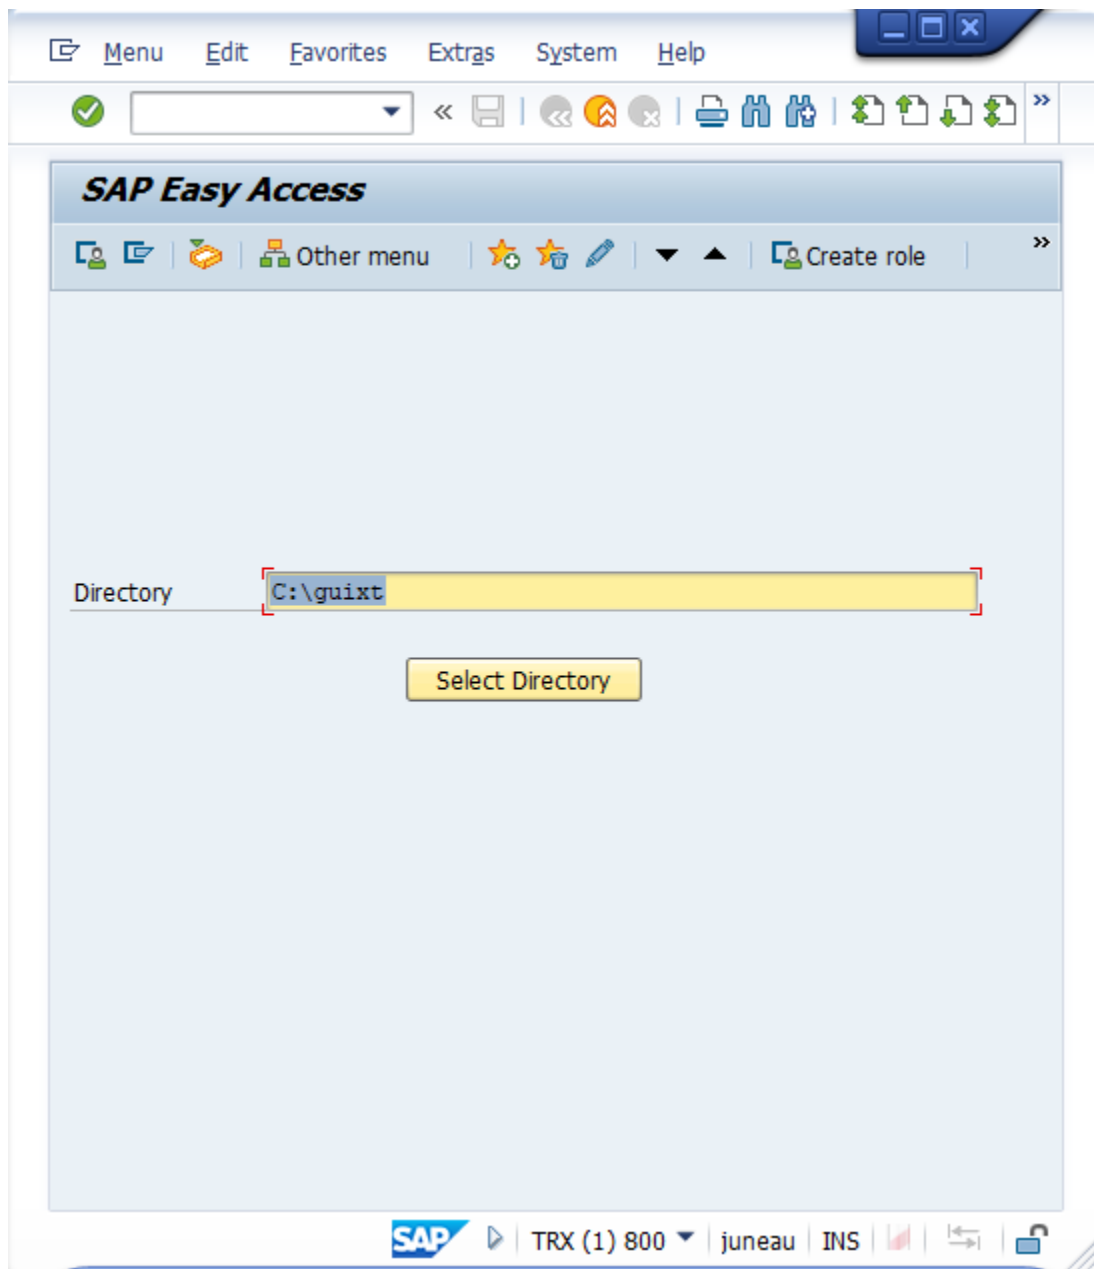 Menu Edit Favorites Extras System Help
SAP Easy Access
Other menu Create role
Directory C:\guixt
Select Directory
SAP TRX (1) 800 juneau INS